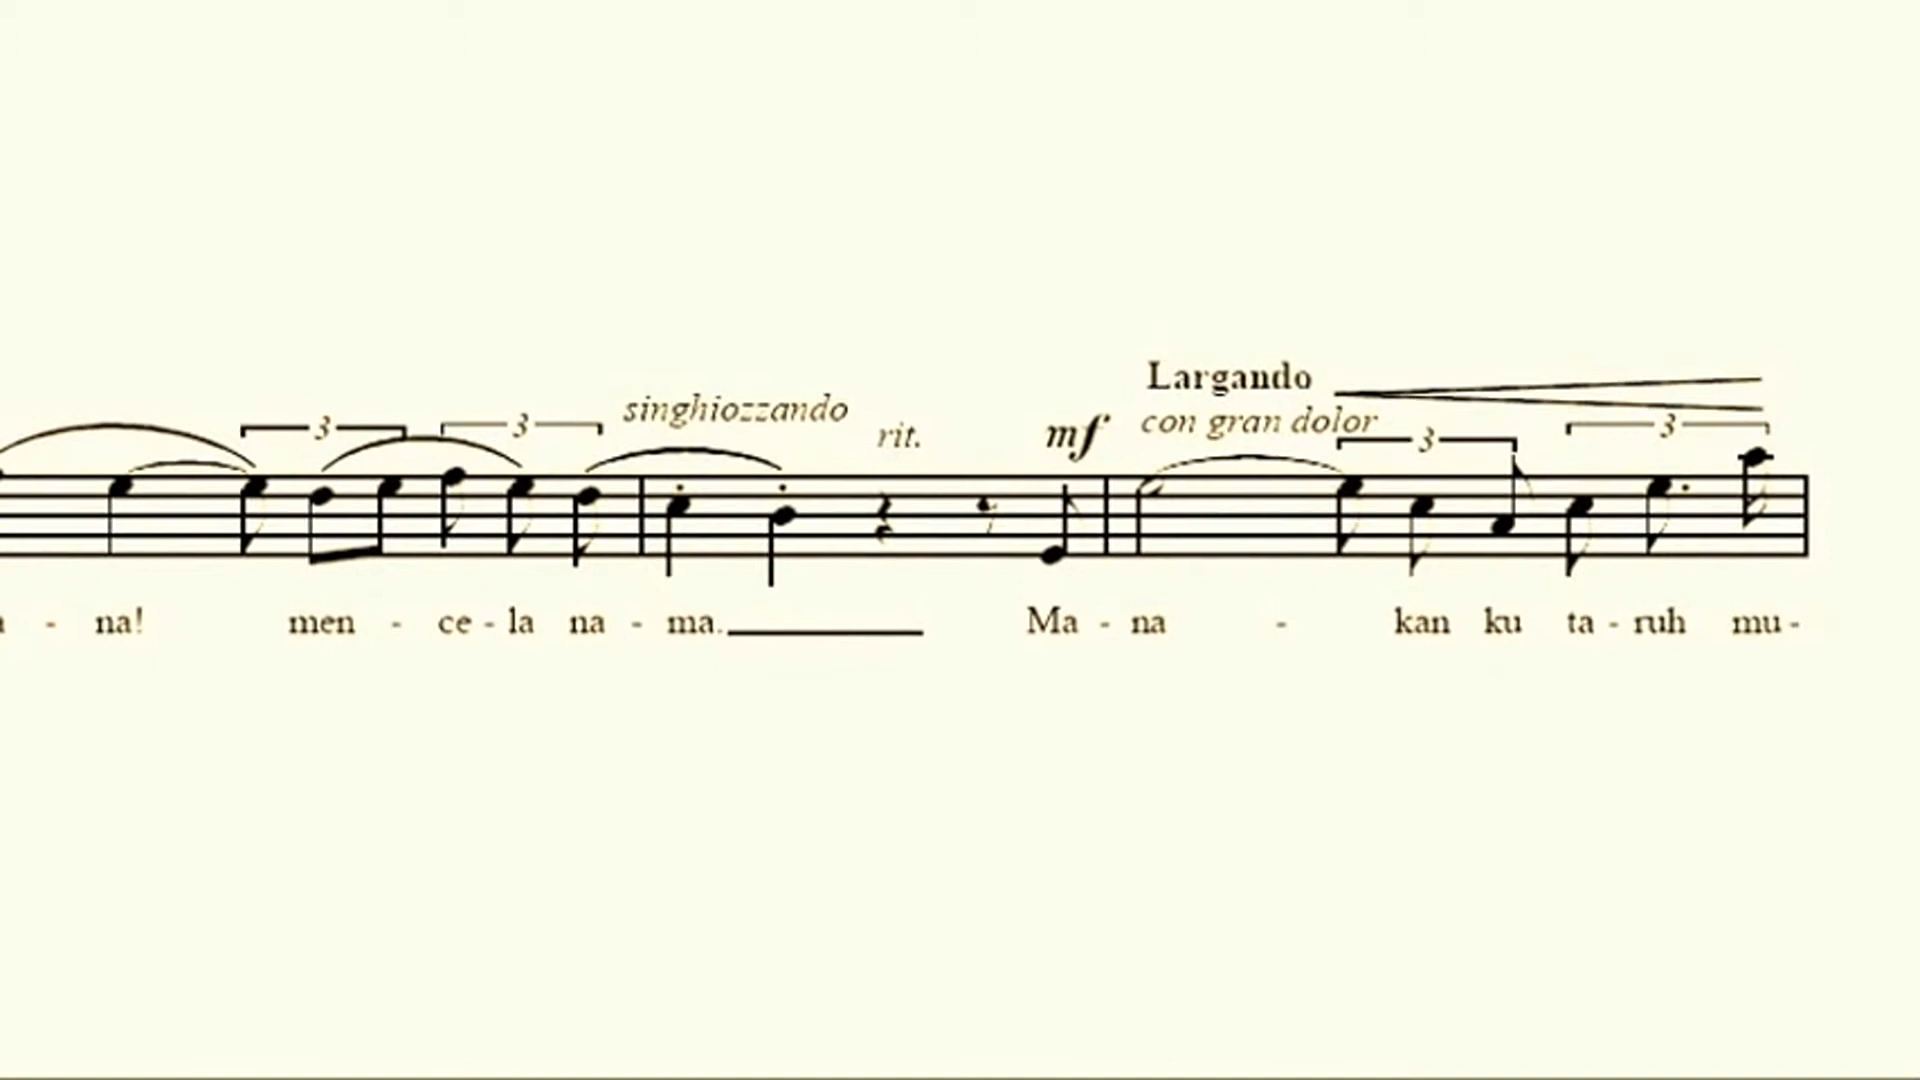 Largando
singhiozzando
con gran dolor
rit.
mf
3
3
3
3
- na! men - ce - la na - ma. Ma - na - kan ku ta - ruh mu -